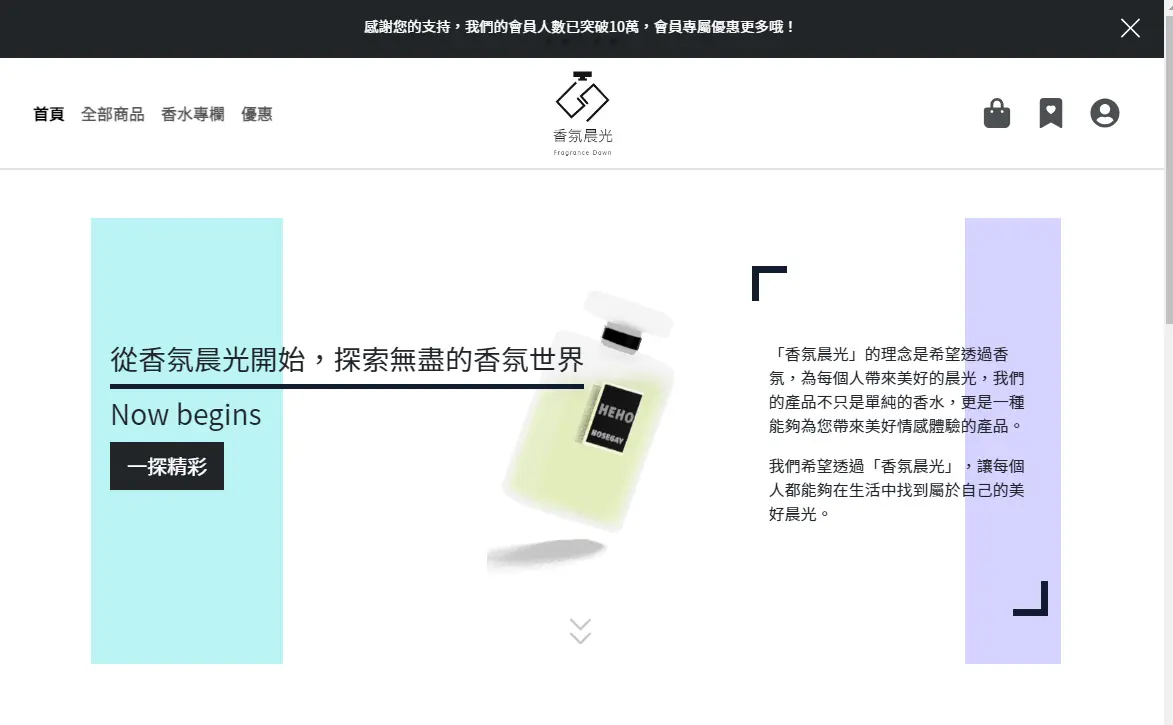 感謝您的支持，我們的會員人數已突破10萬，會員專屬優惠更多哦！
首頁 全部商品 香水專欄 優惠
香氛晨光
Fragrance Dawn
從香氛晨光開始，探索無盡的香氛世界
Now begins
一探精彩
HEHO
NOSEGAY
「香氛晨光」的理念是希望透過香
氛，為每個人帶來美好的晨光，我們
的產品不只是單純的香水，更是一種
能夠為您帶來美好情感體驗的產品。
我們希望透過「香氛晨光」，讓每個
人都能夠在生活中找到屬於自己的美
好晨光。